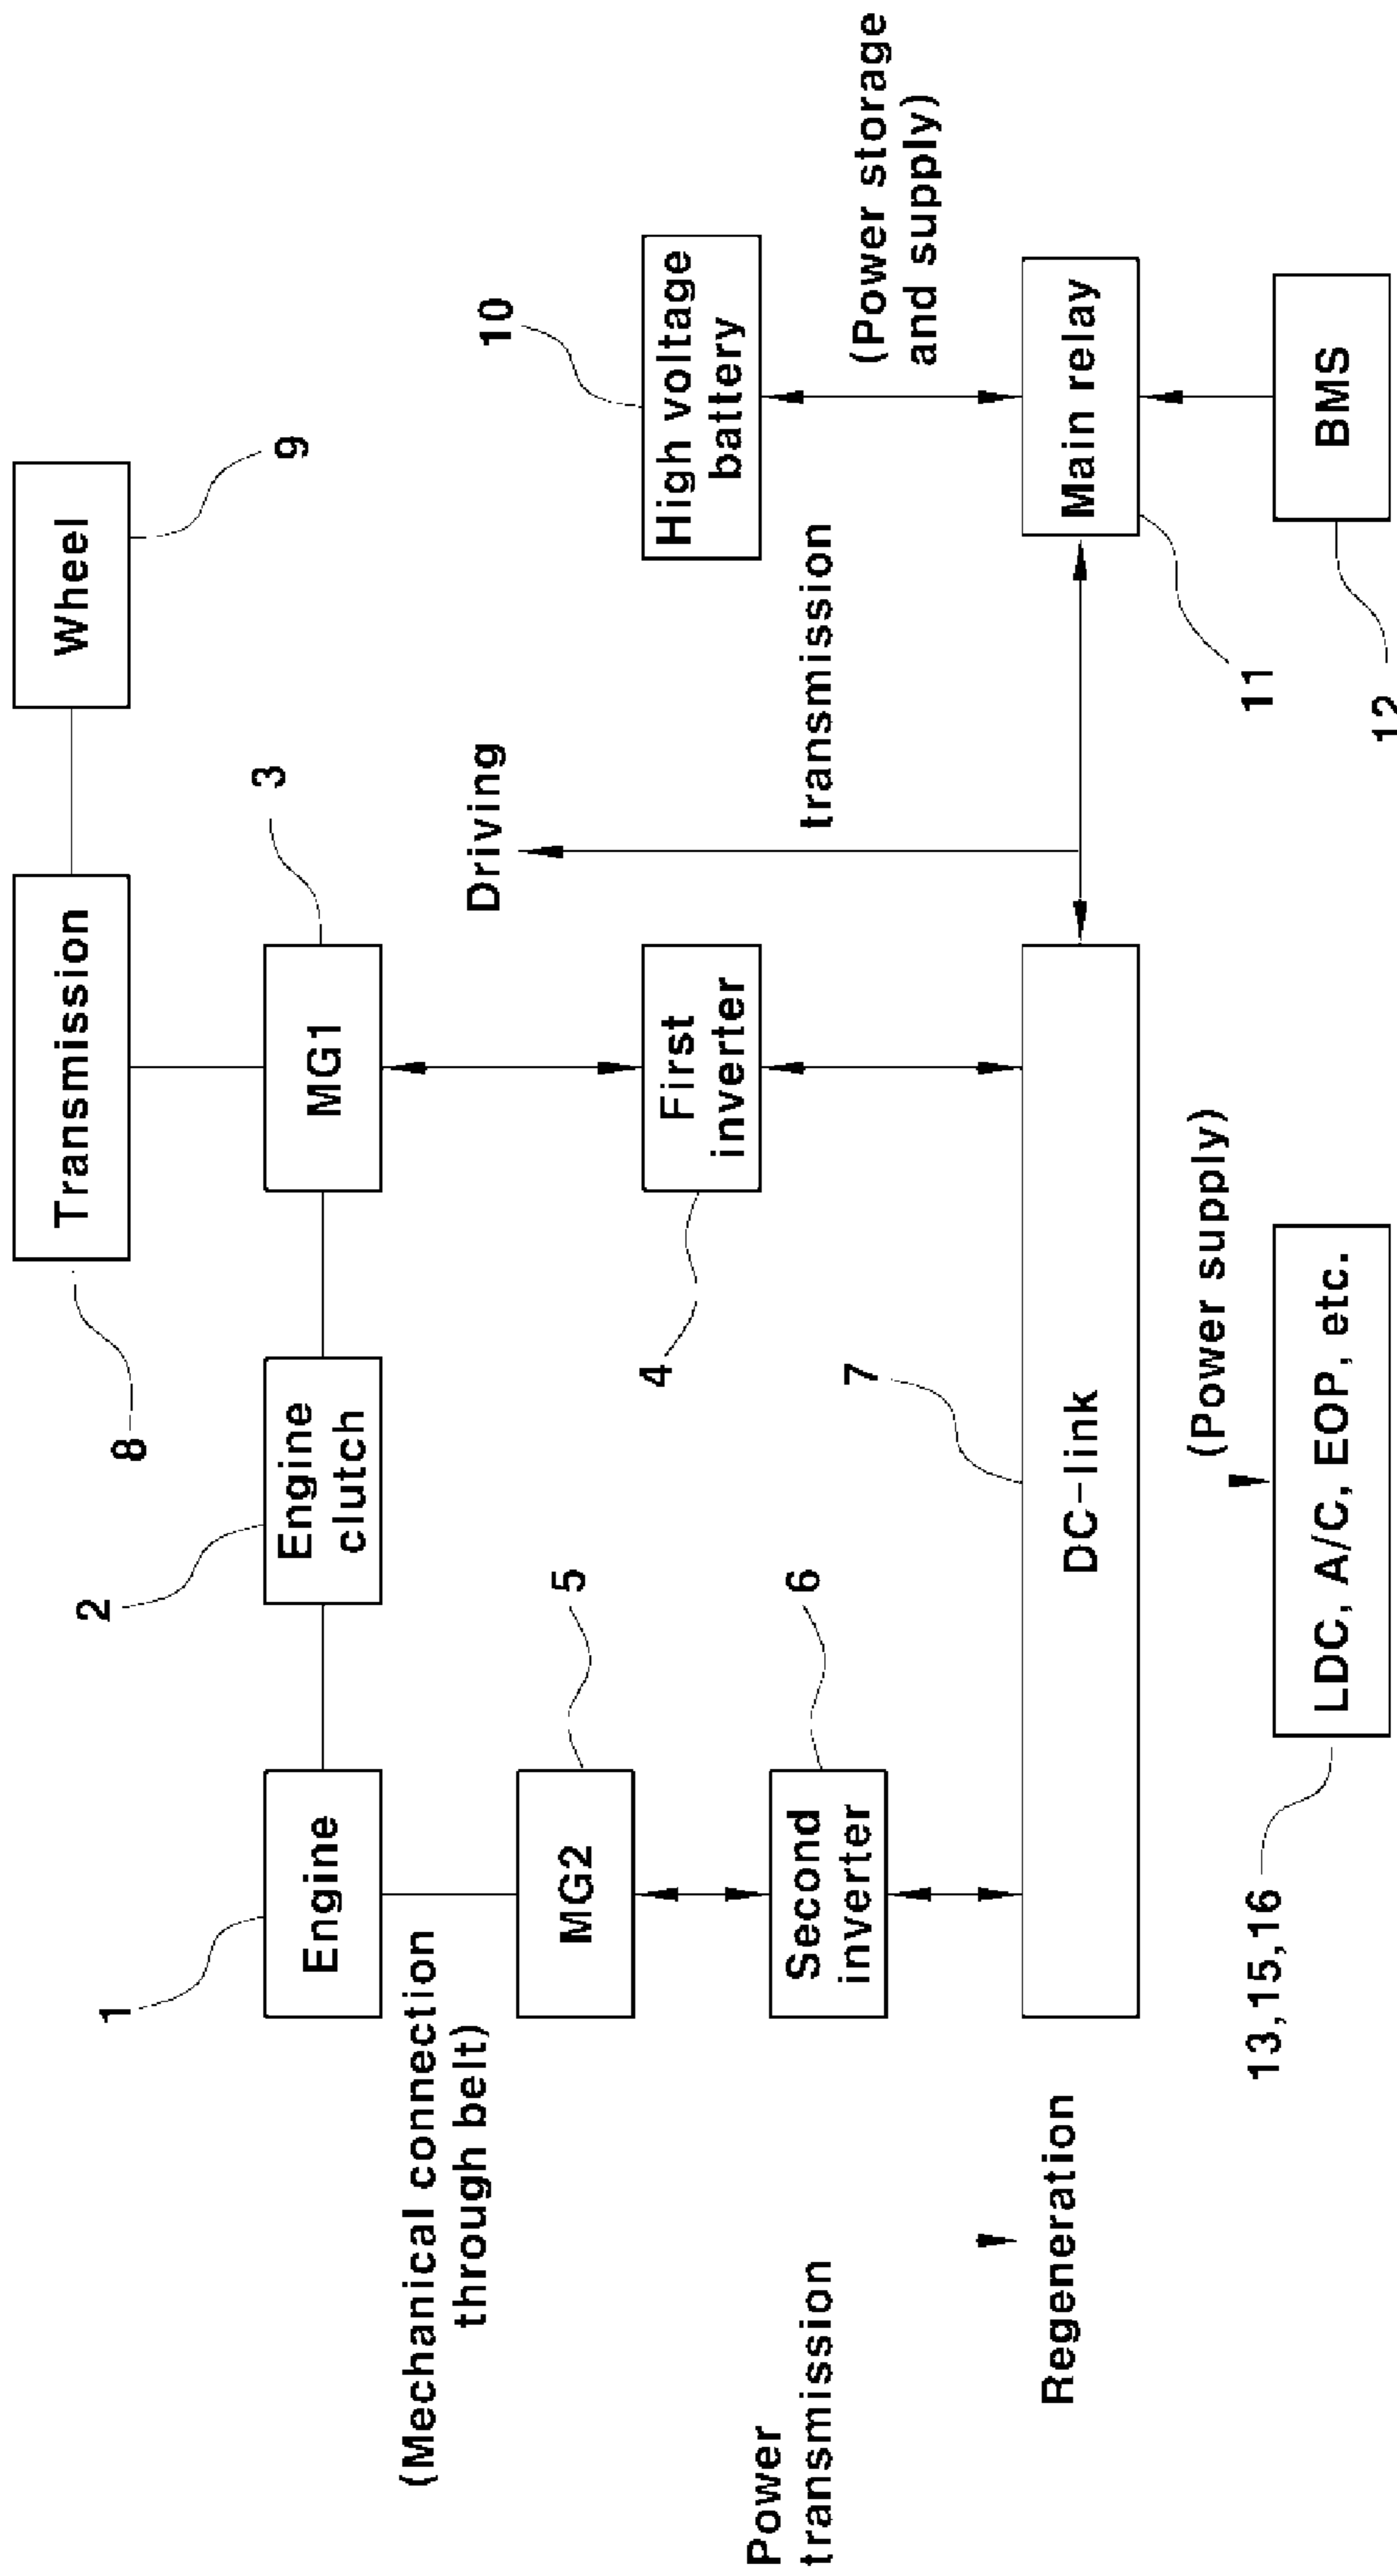 8
Transmission
Wheel
9
2
1
Engine
Engine
clutch
MG1
3
(Mechanical connection
through belt)
Driving
10
MG2
5
4
First
inverter
High voltage
battery
Power
transmission
Second
inverter
6
transmission
(Power storage
and supply)
7
Regeneration
DC-link
Main relay
11
(Power supply)
13,15,16
LDC, A/C, EOP, etc.
BMS
12